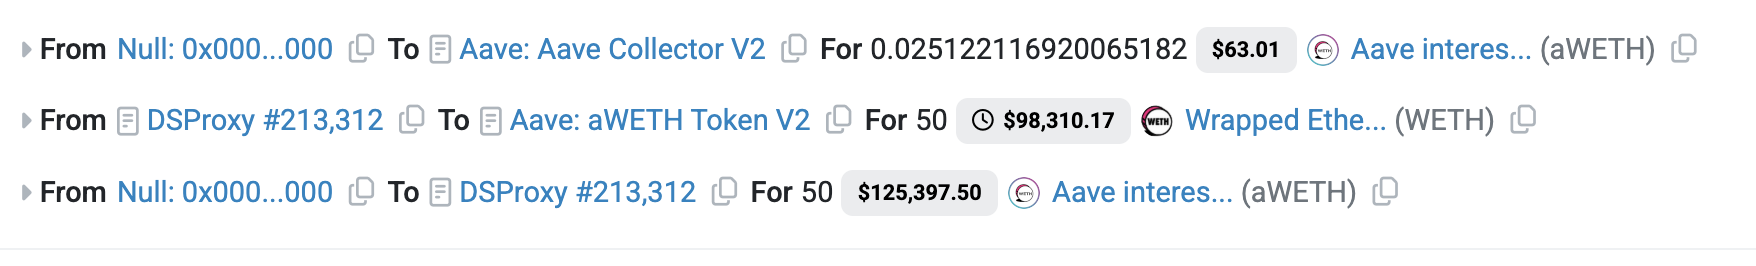 From Null: 0x000...000 To Aave: Aave Collector V2 For 0.025122116920065182 $63.01 Aave interes... (aWETH)
From DSProxy #213,312 To Aave: aWETH Token V2 For 50 $98,310.17 WETH Wrapped Ethe... (WETH)
From Null: 0x000...000 To DSProxy #213,312 For 50 $125,397.50 Aave interes... (aWETH)